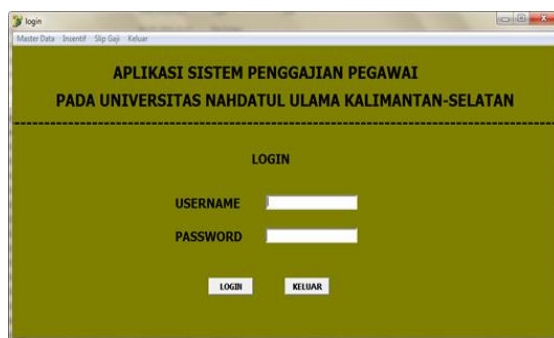 login
Master Data Insentif Slip Gaji Keluar
APLIKASI SISTEM PENGGAJIAN PEGAWAI
PADA UNIVERSITAS NAHDATUL ULAMA KALIMANTAN-SELATAN
LOGIN
USERNAME
PASSWORD
LOGIN KELUAR